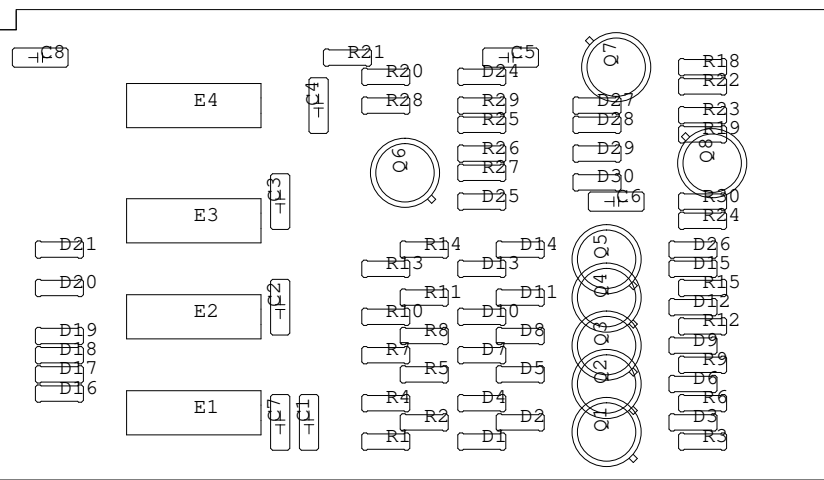 C8 R21 C5 Q7
R18
R20 D24
R22
E4 C4 R28 R29 D27
R23
R25 D28
R19
Q6 R26 D29 Q8
R27
D30
C3 D25 C6 R30
E3 R24
D21 R14 D14 Q5 D26
R13 D13 D15
D20 C2 R11 D11 Q4 R15
D12
E2 R10 D10
R12
D19 R8 D8 Q3
D9
D18 R7 D7
R9
D17 R5 D5 Q2
D6
D16
E1 C7 C1 R4 D4 R6
R2 D2 Q1 D3
R1 D1 R3